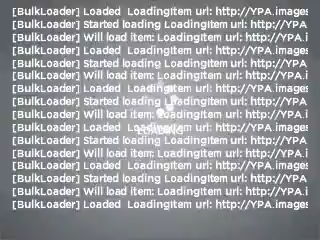 [BulkLoader] Loaded  LoadingItem url: http://YPA.images
[BulkLoader] Started loading LoadingItem url: http://YPA
[BulkLoader] Will load item: LoadingItem url: http://YPA.i
[BulkLoader] Loaded  LoadingItem url: http://YPA.images
[BulkLoader] Started loading LoadingItem url: http://YPA
[BulkLoader] Will load item: LoadingItem url: http://YPA.i
[BulkLoader] Loaded  LoadingItem url: http://YPA.images
[BulkLoader] Started loading LoadingItem url: http://YPA
[BulkLoader] Will load item: LoadingItem url: http://YPA.i
[BulkLoader] Loaded  LoadingItem url: http://YPA.images
LOADING
[BulkLoader] Started loading LoadingItem url: http://YPA
[BulkLoader] Will load item: LoadingItem url: http://YPA.i
[BulkLoader] Loaded  LoadingItem url: http://YPA.images
[BulkLoader] Started loading LoadingItem url: http://YPA
[BulkLoader] Will load item: LoadingItem url: http://YPA.i
[BulkLoader] Loaded  LoadingItem url: http://YPA.images